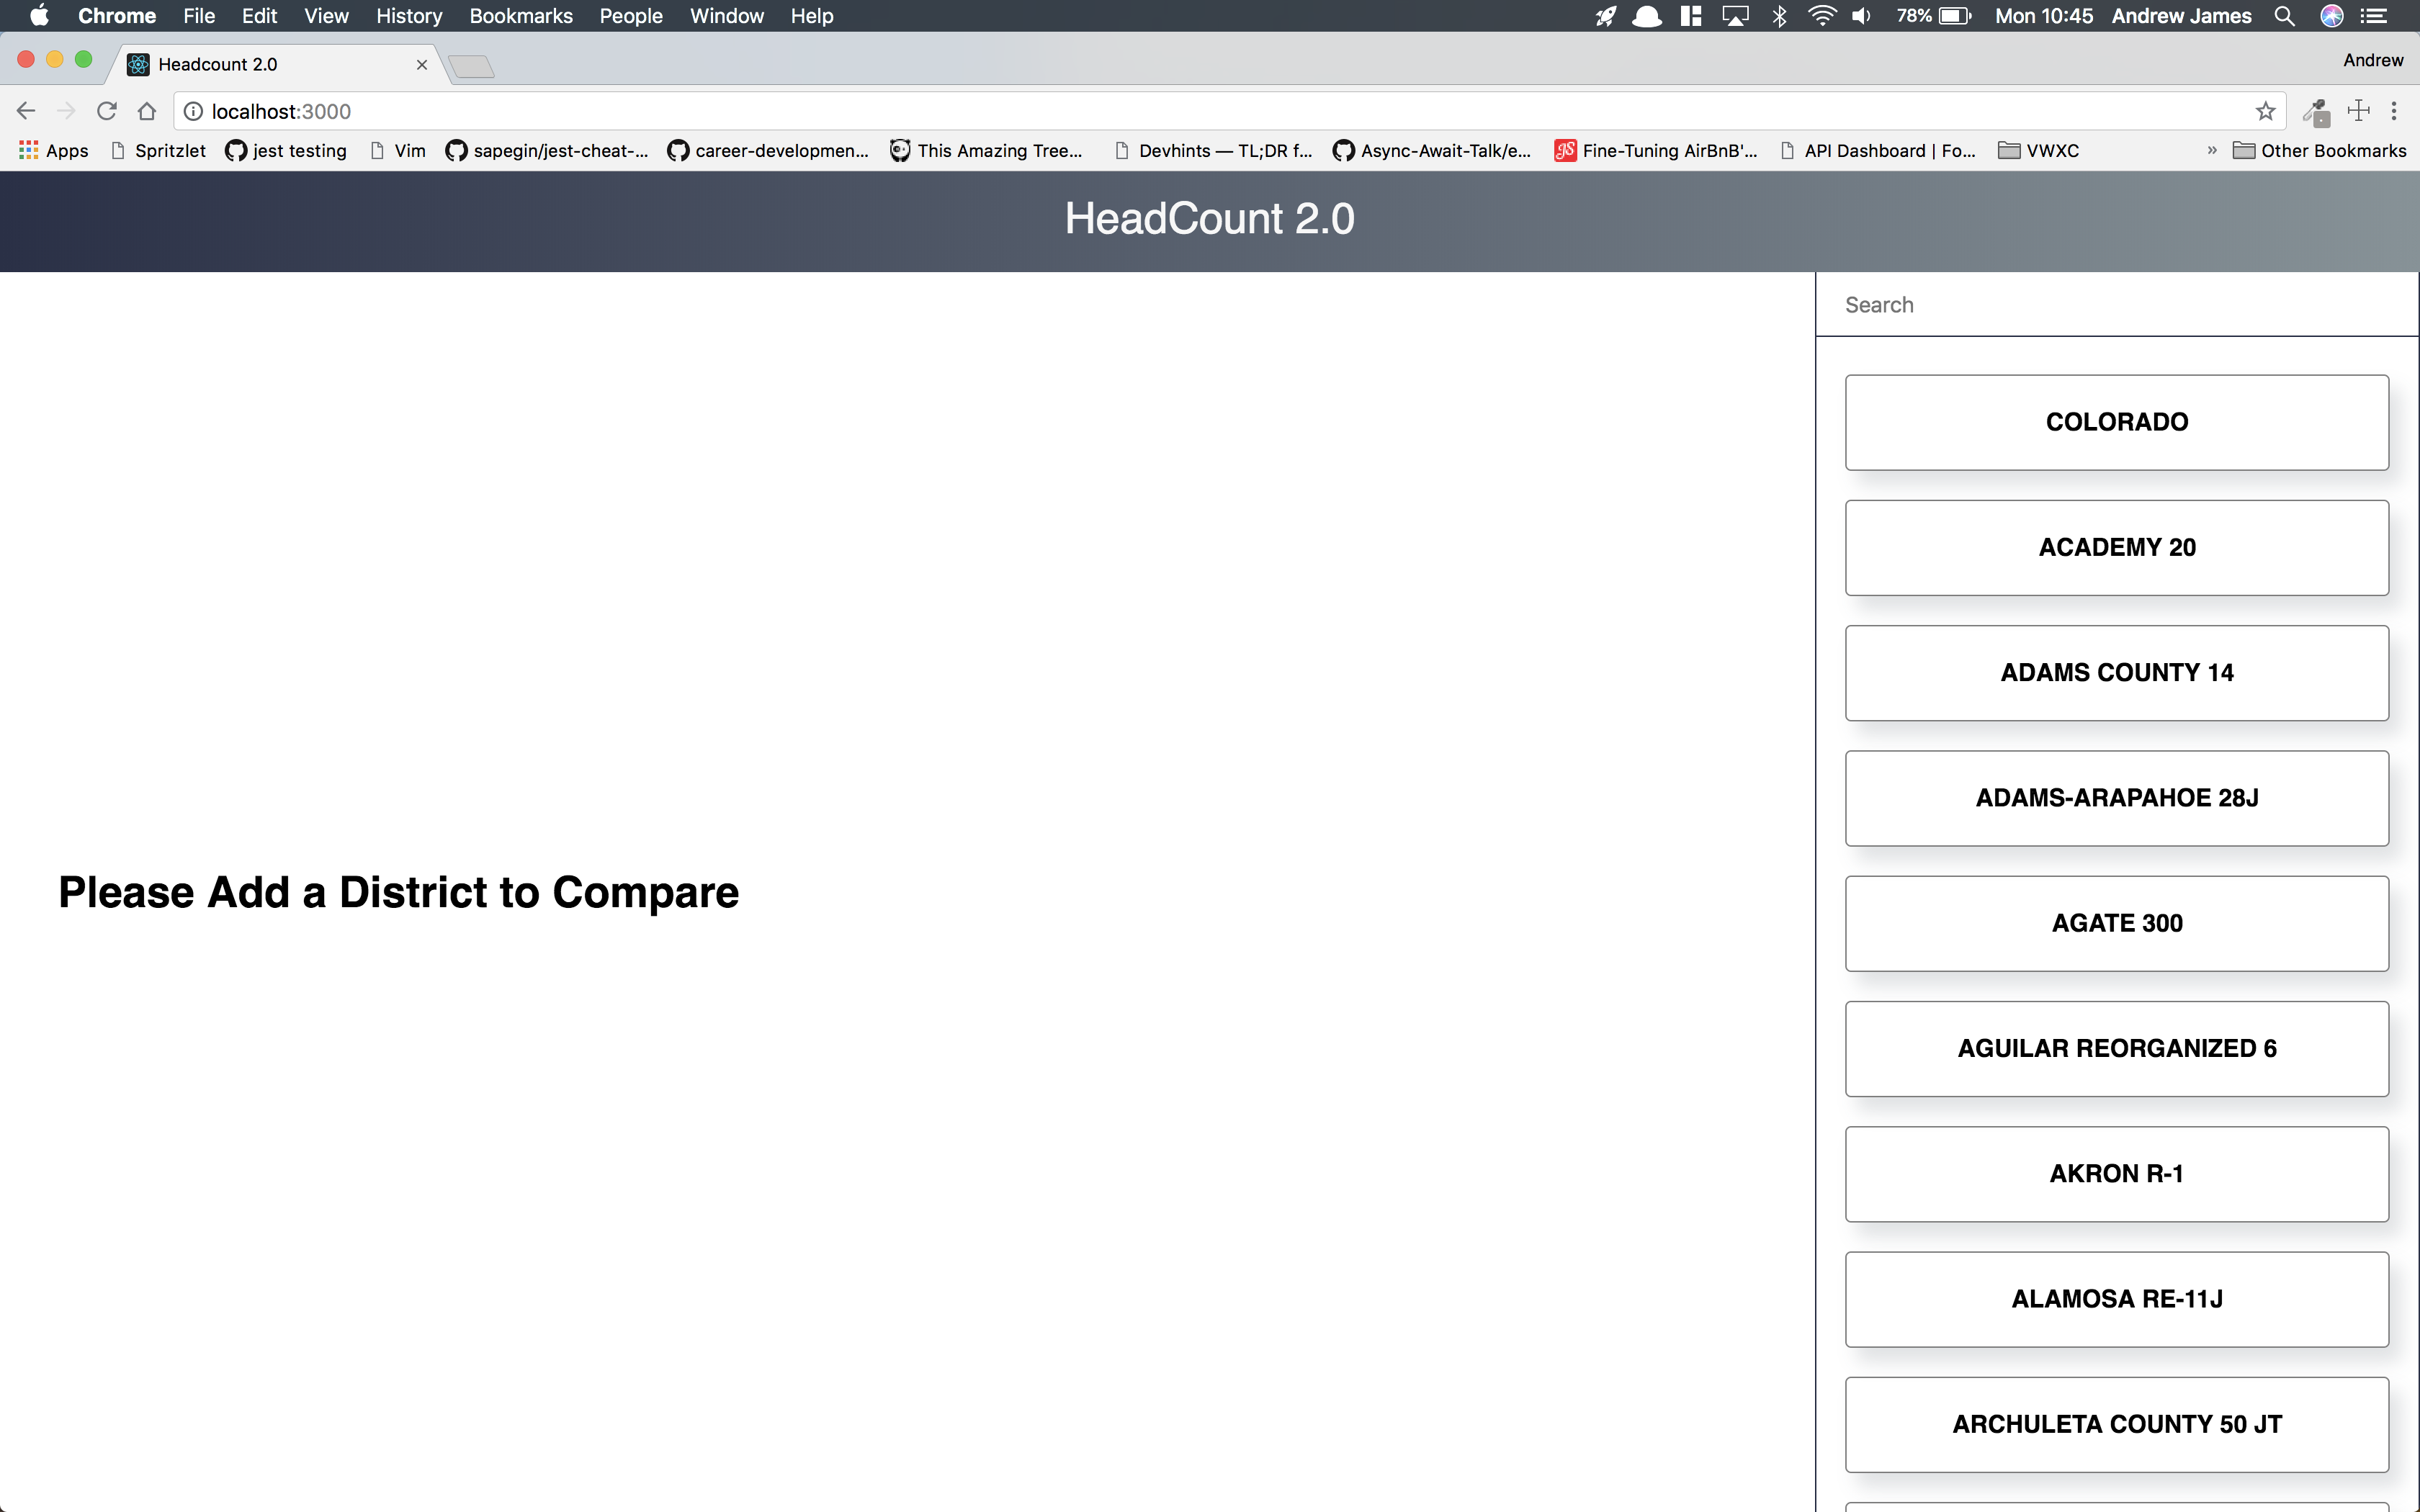 Chrome File Edit View History Bookmarks People Window Help 78% Mon 10:45 Andrew James
Headcount 2.0 Andrew
localhost:3000
Apps Spritzlet jest testing Vim sapegin/jest-cheat-... career-developmen... This Amazing Tree... Devhints — TL;DR f... Async-Await-Talk/e... JS Fine-Tuning AirBnB'... API Dashboard | Fo... VWXC » Other Bookmarks
HeadCount 2.0
Search
COLORADO
ACADEMY 20
ADAMS COUNTY 14
ADAMS-ARAPAHOE 28J
Please Add a District to Compare
AGATE 300
AGUILAR REORGANIZED 6
AKRON R-1
ALAMOSA RE-11J
ARCHULETA COUNTY 50 JT